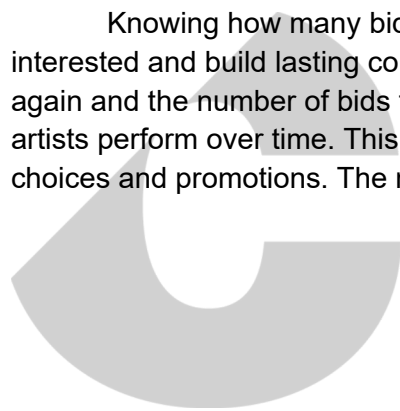 Knowing how many bid
interested and build lasting co
again and the number of bids
artists perform over time. This
choices and promotions. The